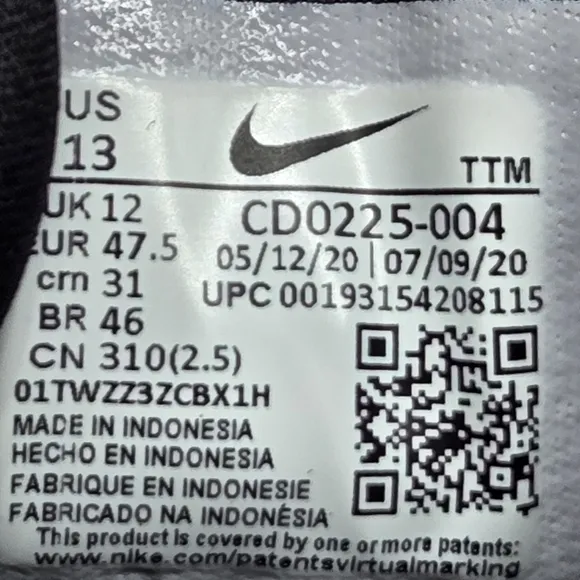 US
13
TTM
UK 12
EUR 47.5
cm 31
BR 46
CN 310(2.5)
CD0225-004
05/12/20 | 07/09/20
UPC 00193154208115
01TWZZ3ZCBX1H
MADE IN INDONESIA
HECHO EN INDONESIA
FABRIQUE EN INDONESIE
FABRICADO NA INDONÉSIA
This product is covered by one or more patents:
www.nike.com/patentsvirtualmarking